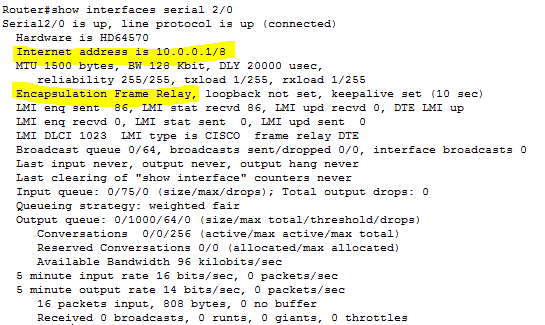 Router#show interfaces serial 2/0
Serial2/0 is up, line protocol is up (connected)
Hardware is HD64570
Internet address is 10.0.0.1/8
MTU 1500 bytes, BW 128 Kbit, DLY 20000 usec,
reliability 255/255, txload 1/255, rxload 1/255
Encapsulation Frame Relay, loopback not set, keepalive set (10 sec)
LMI enq sent  86, LMI stat recvd 86, LMI upd recvd 0, DTE LMI up
LMI enq recvd 0, LMI stat sent  0, LMI upd sent  0
LMI DLCI 1023  LMI type is CISCO  frame relay DTE
Broadcast queue 0/64, broadcasts sent/dropped 0/0, interface broadcasts 0
Last input never, output never, output hang never
Last clearing of "show interface" counters never
Input queue: 0/75/0 (size/max/drops); Total output drops: 0
Queueing strategy: weighted fair
Output queue: 0/1000/64/0 (size/max total/threshold/drops)
Conversations  0/0/256 (active/max active/max total)
Reserved Conversations 0/0 (allocated/max allocated)
Available Bandwidth 96 kilobits/sec
5 minute input rate 16 bits/sec, 0 packets/sec
5 minute output rate 14 bits/sec, 0 packets/sec
16 packets input, 808 bytes, 0 no buffer
Received 0 broadcasts, 0 runts, 0 giants, 0 throttles